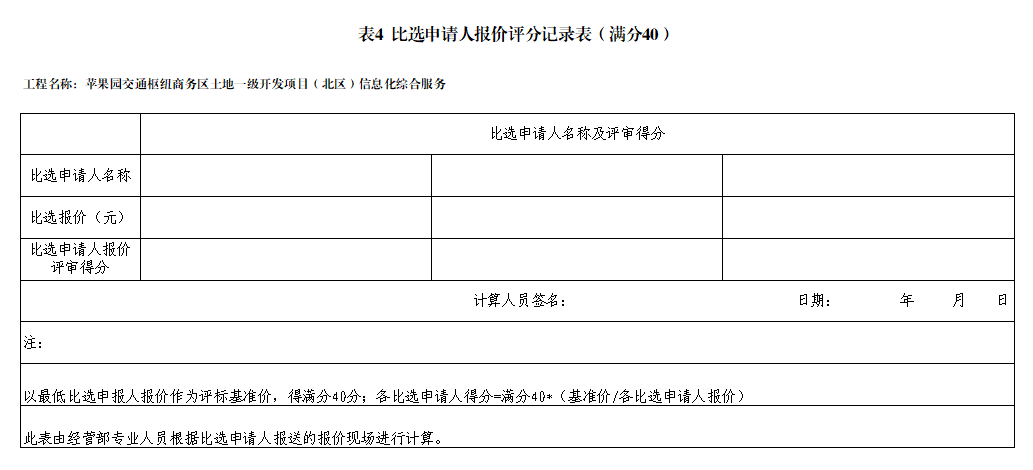 表4 比选申请人报价评分记录表（满分40）
工程名称：苹果园交通枢纽商务区土地一级开发项目（北区）信息化综合服务
比选申请人名称及评审得分
比选申请人名称
比选报价（元）
比选申请人报价
评审得分
计算人员签名： 日期： 年 月 日
注：
以最低比选申报人报价作为评标基准价，得满分40分；各比选申请人得分=满分40*（基准价/各比选申请人报价）
此表由经营部专业人员根据比选申请人报送的报价现场进行计算。